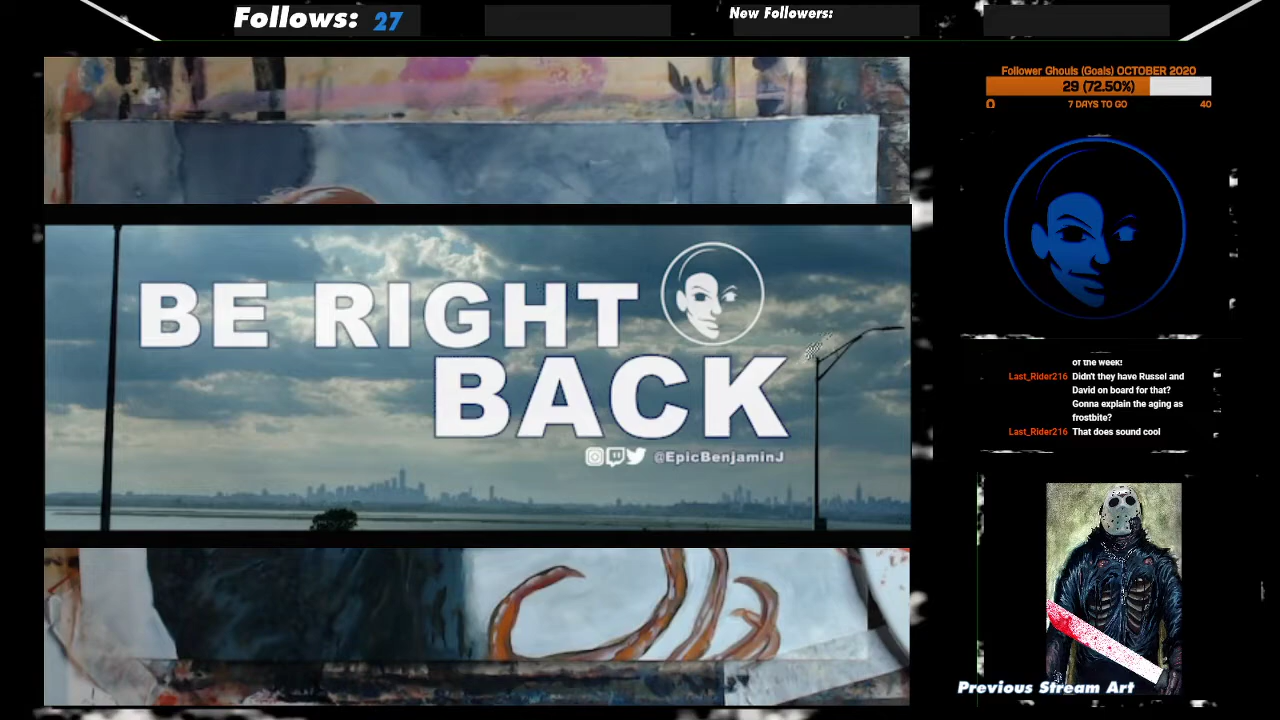 Follows: 27
New Followers:
Follower Ghouls (Goals) OCTOBER 2020
29 (72.50%)
0 7 DAYS TO GO 40
BE RIGHT
BACK
@EpicBenjaminJ
of the week!
Last_Rider216 Didn't they have Russel and
David on board for that?
Gonna explain the aging as
frostbite?
Last_Rider216 That does sound cool
Previous Stream Art